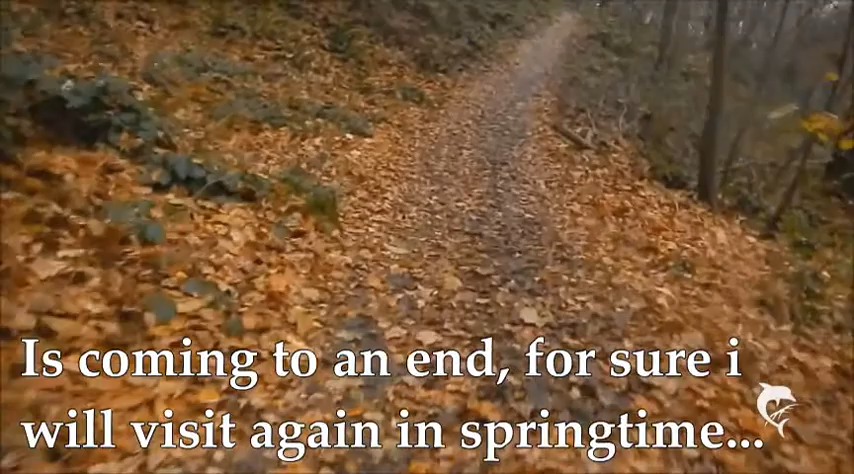 Is coming to an end, for sure i
will visit again in springtime...